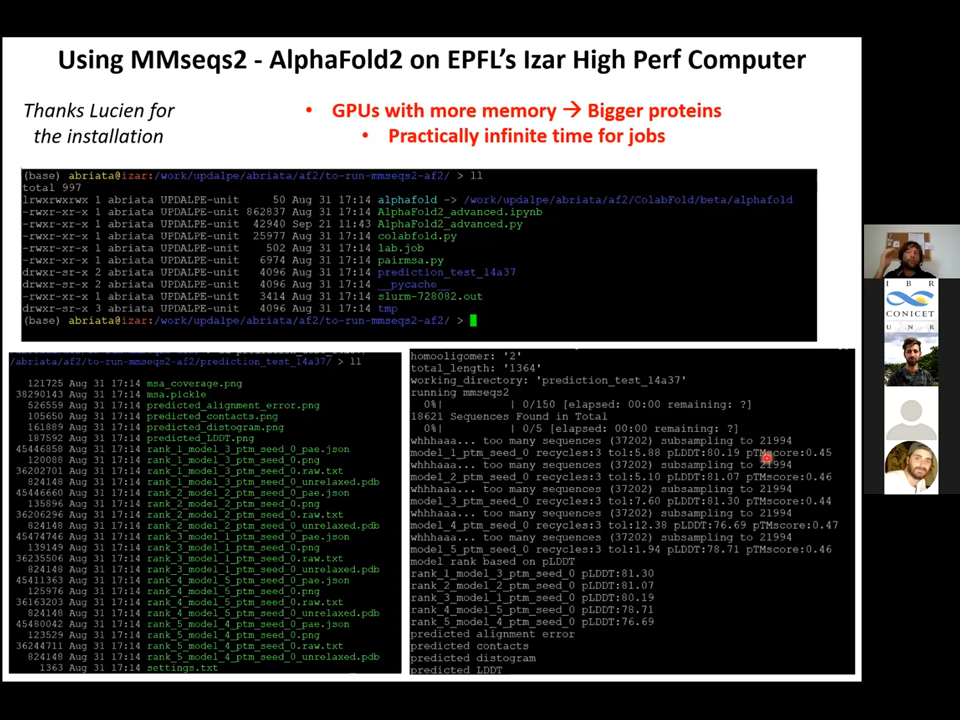 Using MMseqs2 - AlphaFold2 on EPFL's Izar High Perf Computer
Thanks Lucien for
the installation
• GPUs with more memory → Bigger proteins
• Practically infinite time for jobs
(base) abriata@izar:/work/updalpe/abriata/af2/to-run-mmseqs2-af2/ > ll
total 997
lrwxrwxrwx 1 abriata UPDALPE-unit 50 Aug 31 17:14 alphafold -> /work/updalpe/abriata/af2/ColabFold/beta/alphafold
-rwxr-xr-x 1 abriata UPDALPE-unit 862837 Aug 31 17:14 AlphaFold2_advanced.ipynb
-rwxr-xr-x 1 abriata UPDALPE-unit 42940 Sep 21 11:43 AlphaFold2_advanced.py
-rwxr-xr-x 1 abriata UPDALPE-unit 25977 Aug 31 17:14 colabfold.py
-rwxr-xr-x 1 abriata UPDALPE-unit 502 Aug 31 17:14 lab.job
-rwxr-xr-x 1 abriata UPDALPE-unit 6974 Aug 31 17:14 pairmsa.py
drwxr-sr-x 2 abriata UPDALPE-unit 4096 Aug 31 17:14 prediction_test_14a37
drwxr-sr-x 2 abriata UPDALPE-unit 4096 Aug 31 17:14 __pycache__
-rwxr-xr-x 1 abriata UPDALPE-unit 3414 Aug 31 17:14 slurm-728082.out
drwxr-sr-x 3 abriata UPDALPE-unit 4096 Aug 31 17:14 tmp
(base) abriata@izar:/work/updalpe/abriata/af2/to-run-mmseqs2-af2/ >
/abriata/af2/to-run-mmseqs2-af2/prediction_test_14a37/ > ll
121725 Aug 31 17:14 msa_coverage.png
38290143 Aug 31 17:14 msa.pickle
526559 Aug 31 17:14 predicted_alignment_error.png
105650 Aug 31 17:14 predicted_contacts.png
161889 Aug 31 17:14 predicted_distogram.png
187592 Aug 31 17:14 predicted_LDDT.png
45446858 Aug 31 17:14 rank_1_model_3_ptm_seed_0_pae.json
120088 Aug 31 17:14 rank_1_model_3_ptm_seed_0.png
36202701 Aug 31 17:14 rank_1_model_3_ptm_seed_0.raw.txt
824148 Aug 31 17:14 rank_1_model_3_ptm_seed_0_unrelaxed.pdb
45446660 Aug 31 17:14 rank_2_model_2_ptm_seed_0_pae.json
135896 Aug 31 17:14 rank_2_model_2_ptm_seed_0.png
36206296 Aug 31 17:14 rank_2_model_2_ptm_seed_0.raw.txt
824148 Aug 31 17:14 rank_2_model_2_ptm_seed_0_unrelaxed.pdb
45474746 Aug 31 17:14 rank_3_model_1_ptm_seed_0_pae.json
139149 Aug 31 17:14 rank_3_model_1_ptm_seed_0.png
36235506 Aug 31 17:14 rank_3_model_1_ptm_seed_0.raw.txt
824148 Aug 31 17:14 rank_3_model_1_ptm_seed_0_unrelaxed.pdb
45411363 Aug 31 17:14 rank_4_model_5_ptm_seed_0_pae.json
125976 Aug 31 17:14 rank_4_model_5_ptm_seed_0.png
36163203 Aug 31 17:14 rank_4_model_5_ptm_seed_0.raw.txt
824148 Aug 31 17:14 rank_4_model_5_ptm_seed_0_unrelaxed.pdb
45480042 Aug 31 17:14 rank_5_model_4_ptm_seed_0_pae.json
123529 Aug 31 17:14 rank_5_model_4_ptm_seed_0.png
36244711 Aug 31 17:14 rank_5_model_4_ptm_seed_0.raw.txt
824148 Aug 31 17:14 rank_5_model_4_ptm_seed_0_unrelaxed.pdb
1363 Aug 31 17:14 settings.txt
homooligomer: '2'
total_length: '1364'
working_directory: 'prediction_test_14a37'
running mmseqs2
0%| | 0/150 [elapsed: 00:00 remaining: ?]
18621 Sequences Found in Total
0%| | 0/5 [elapsed: 00:00 remaining: ?]
whhhaaa... too many sequences (37202) subsampling to 21994
model_1_ptm_seed_0 recycles:3 tol:5.88 pLDDT:80.19 pTMscore:0.45
whhhaaa... too many sequences (37202) subsampling to 21994
model_2_ptm_seed_0 recycles:3 tol:5.10 pLDDT:81.07 pTMscore:0.46
whhhaaa... too many sequences (37202) subsampling to 21994
model_3_ptm_seed_0 recycles:3 tol:7.60 pLDDT:81.30 pTMscore:0.44
whhhaaa... too many sequences (37202) subsampling to 21994
model_4_ptm_seed_0 recycles:3 tol:12.38 pLDDT:76.69 pTMscore:0.47
whhhaaa... too many sequences (37202) subsampling to 21994
model_5_ptm_seed_0 recycles:3 tol:1.94 pLDDT:78.71 pTMscore:0.46
model rank based on pLDDT
rank_1_model_3_ptm_seed_0 pLDDT:81.30
rank_2_model_2_ptm_seed_0 pLDDT:81.07
rank_3_model_1_ptm_seed_0 pLDDT:80.19
rank_4_model_5_ptm_seed_0 pLDDT:78.71
rank_5_model_4_ptm_seed_0 pLDDT:76.69
predicted alignment error
predicted contacts
predicted distogram
predicted LDDT
I B R
CONICET
U N R